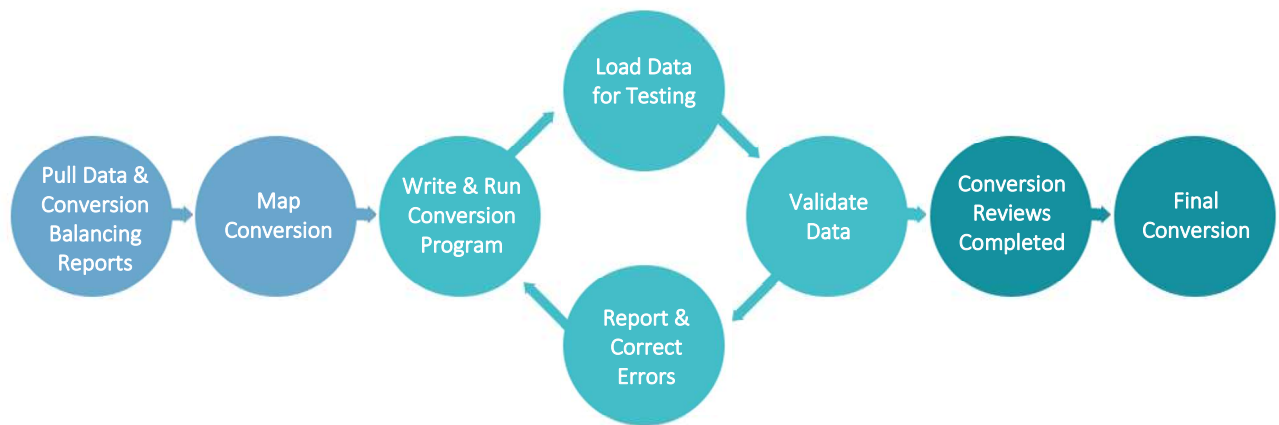 Pull Data &
Conversion
Balancing
Reports
Map
Conversion
Write & Run
Conversion
Program
Load Data
for Testing
Validate
Data
Report &
Correct
Errors
Conversion
Reviews
Completed
Final
Conversion